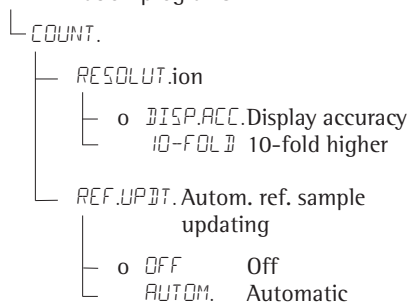 COUNT.
RESOLUT.ion
o DISP.ACC. Display accuracy
10-FOLD 10-fold higher
REF.UPDT. Autom. ref. sample
updating
o OFF Off
AUTOM. Automatic